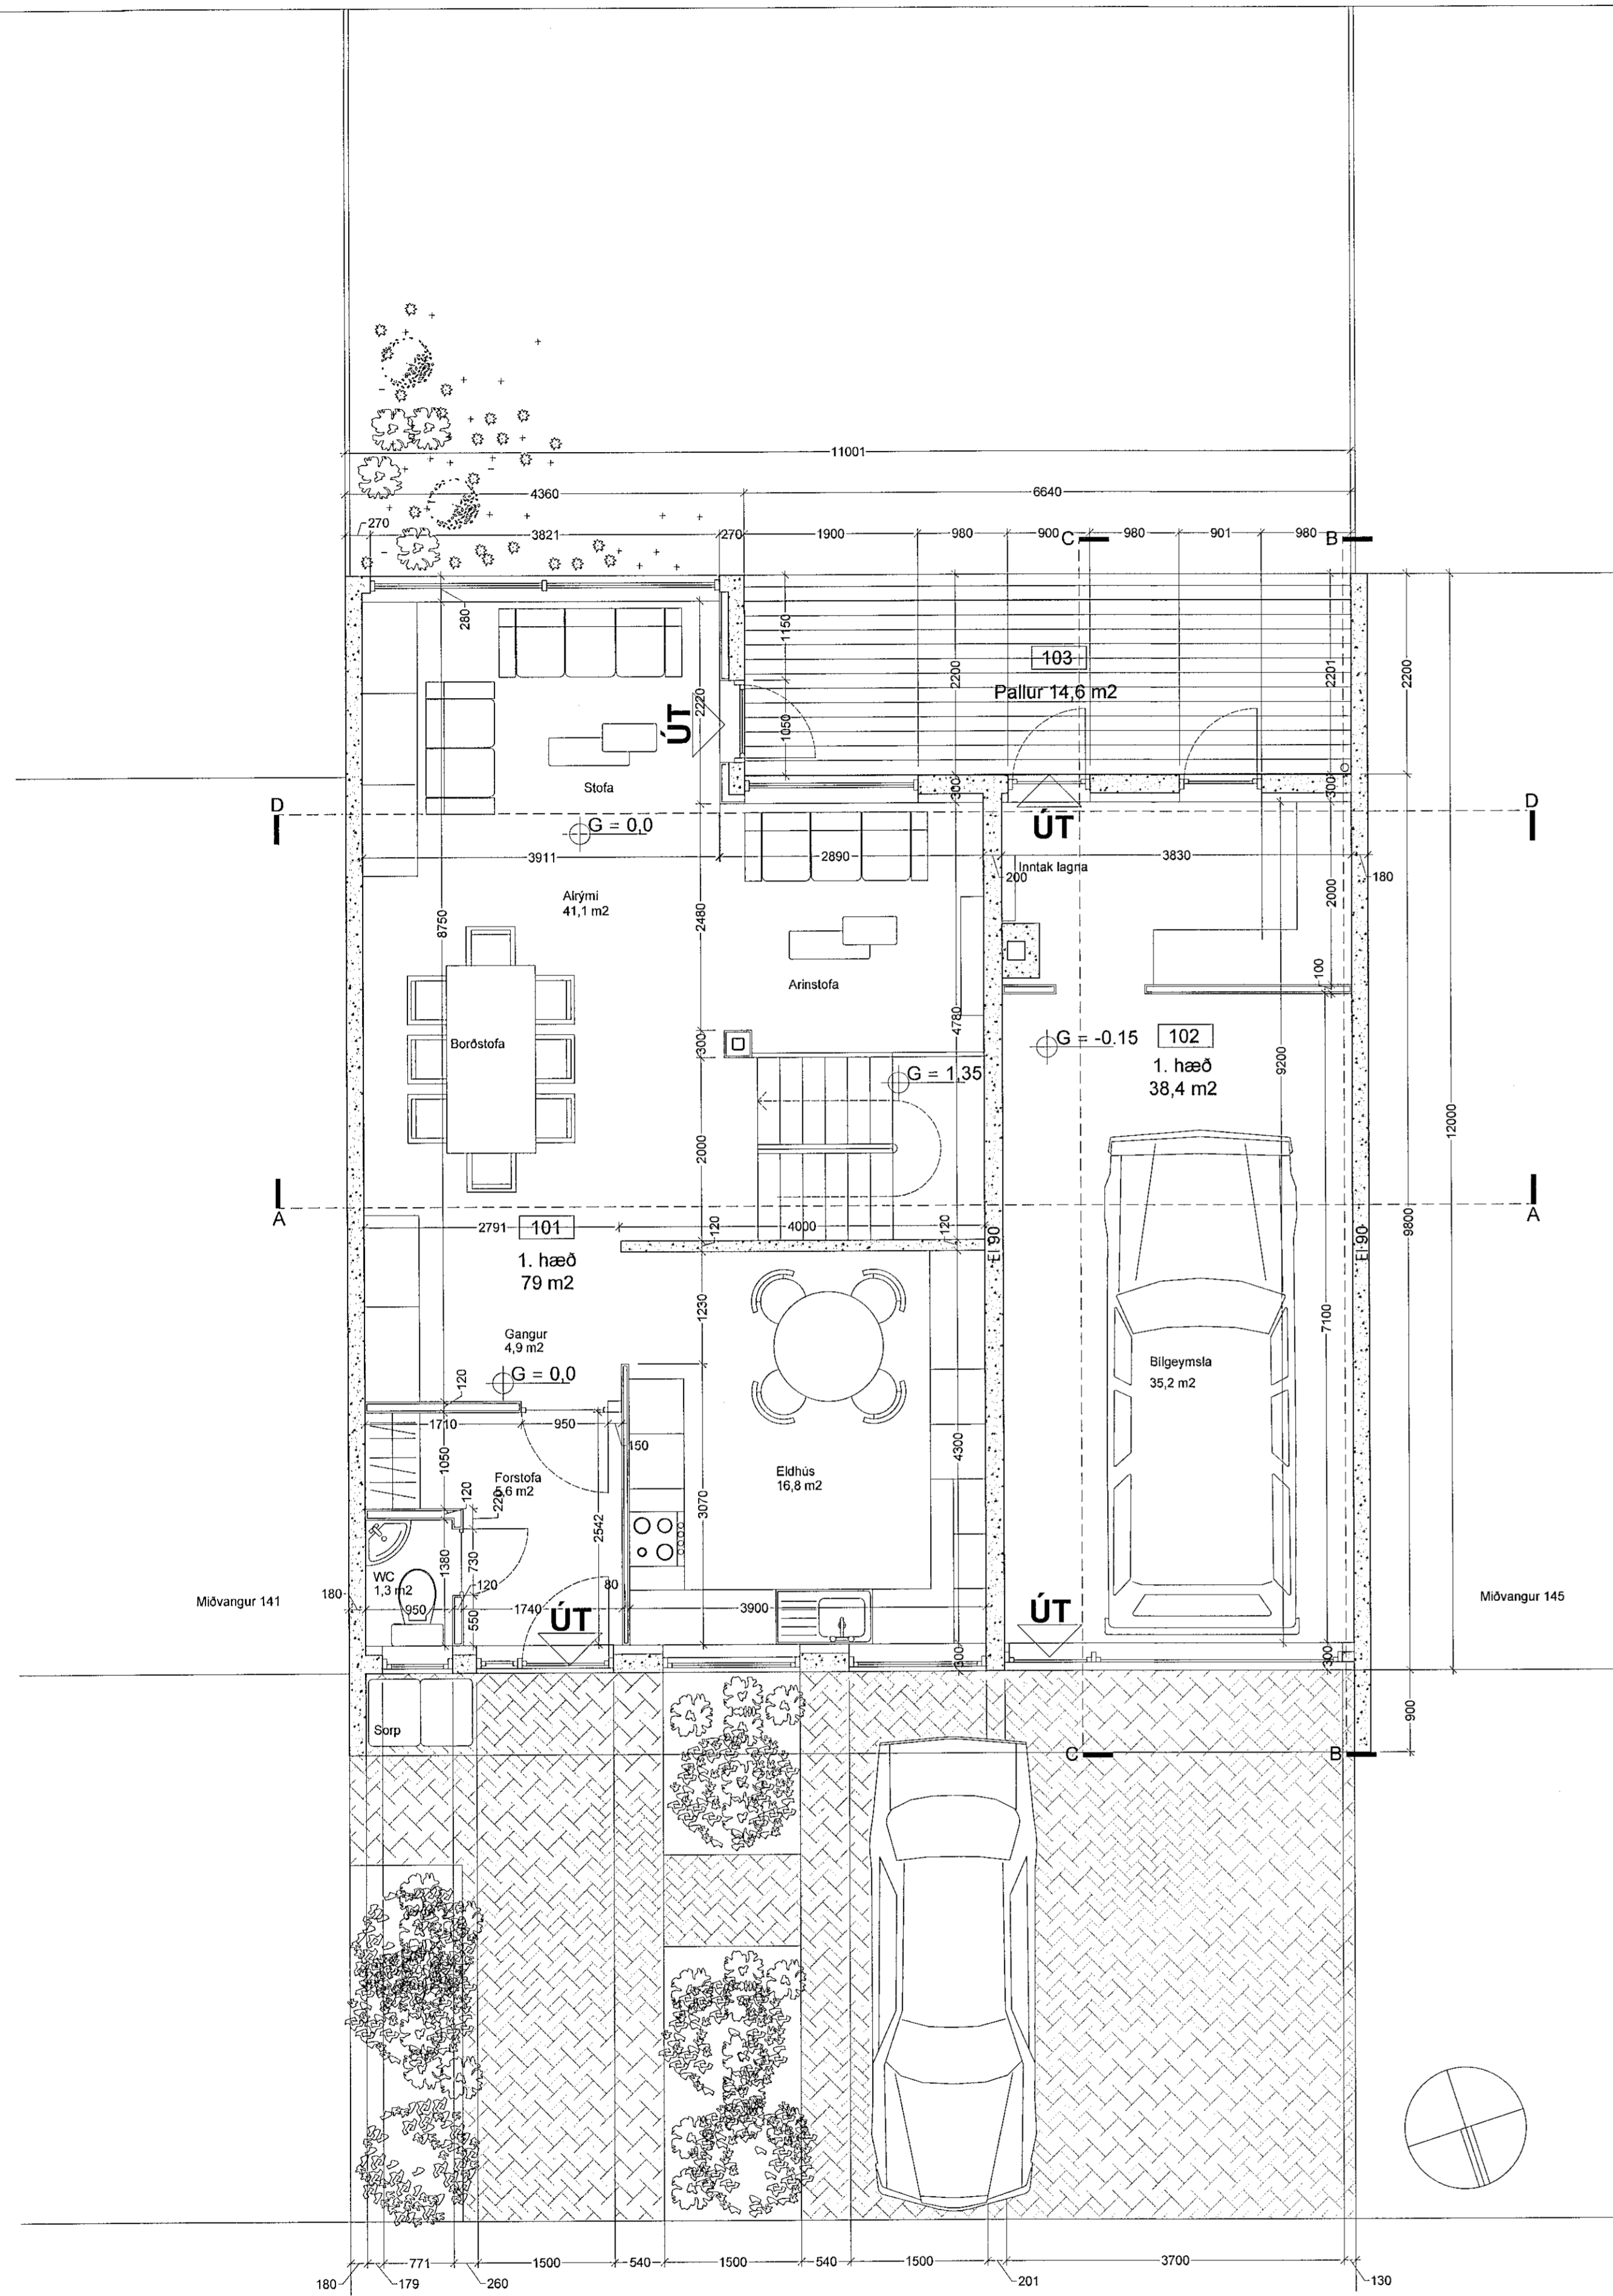 11001
4360
6640
270
3821
270
1900
980
900
C
980
901
980
B
280
1150
2200
103
Pallur 14,6 m2
2201
2200
2220
ÚT
1050
Stofa
300
300
D
D
G = 0,0
ÚT
3911
2890
3830
Inntak lagna
200
180
Alrými
41,1 m2
8750
2480
2000
Arinstofa
100
Borðstofa
300
4780
G = -0.15
102
1. hæð
38,4 m2
9200
G = 1,35
2000
12000
A
A
2791
101
120
4000
120
EI 90
EI 90
9800
1. hæð
79 m2
1230
7100
Gangur
4,9 m2
G = 0,0
Bílgeymsla
35,2 m2
120
1710
950
150
1050
4300
Forstofa
5,6 m2
Eldhús
16,8 m2
120
220
3070
2542
1380
730
WC
1,3 m2
120
80
180
Miðvangur 141
Miðvangur 145
950
550
1740
ÚT
3900
ÚT
300
300
900
Sorp
C
B
771
1500
540
1500
540
1500
3700
180
179
260
201
130